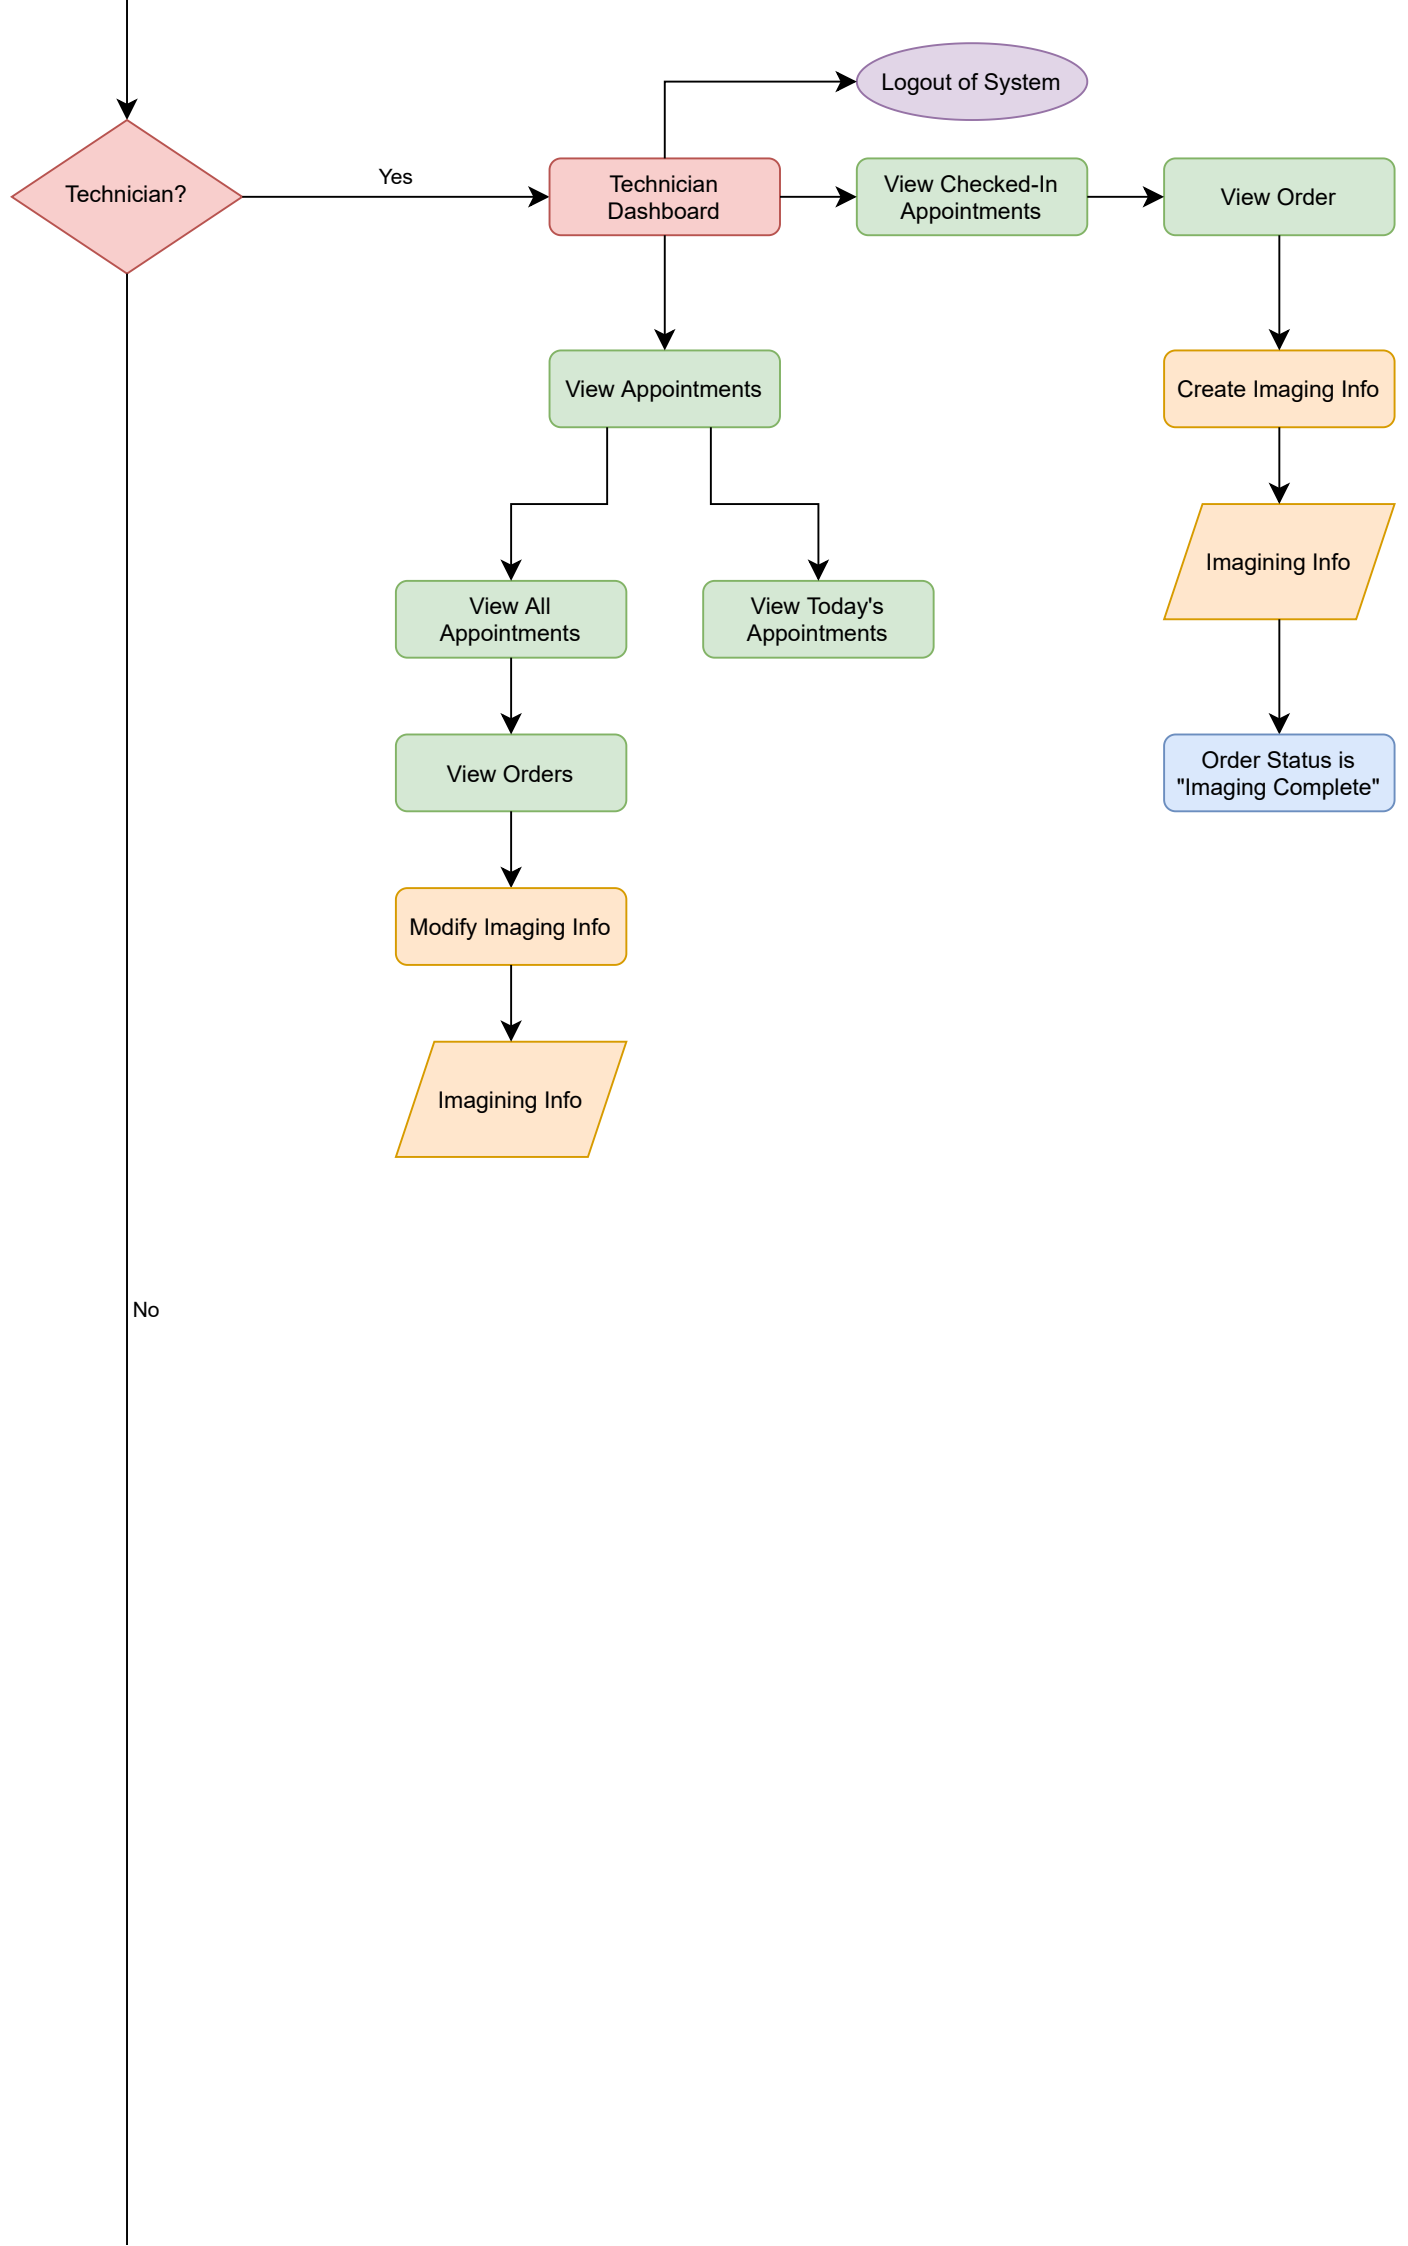 Logout of System
Technician?
Yes
Technician
Dashboard
View Checked-In
Appointments
View Order
View Appointments
Create Imaging Info
Imagining Info
View All
Appointments
View Today's
Appointments
View Orders
Order Status is
"Imaging Complete"
Modify Imaging Info
Imagining Info
No